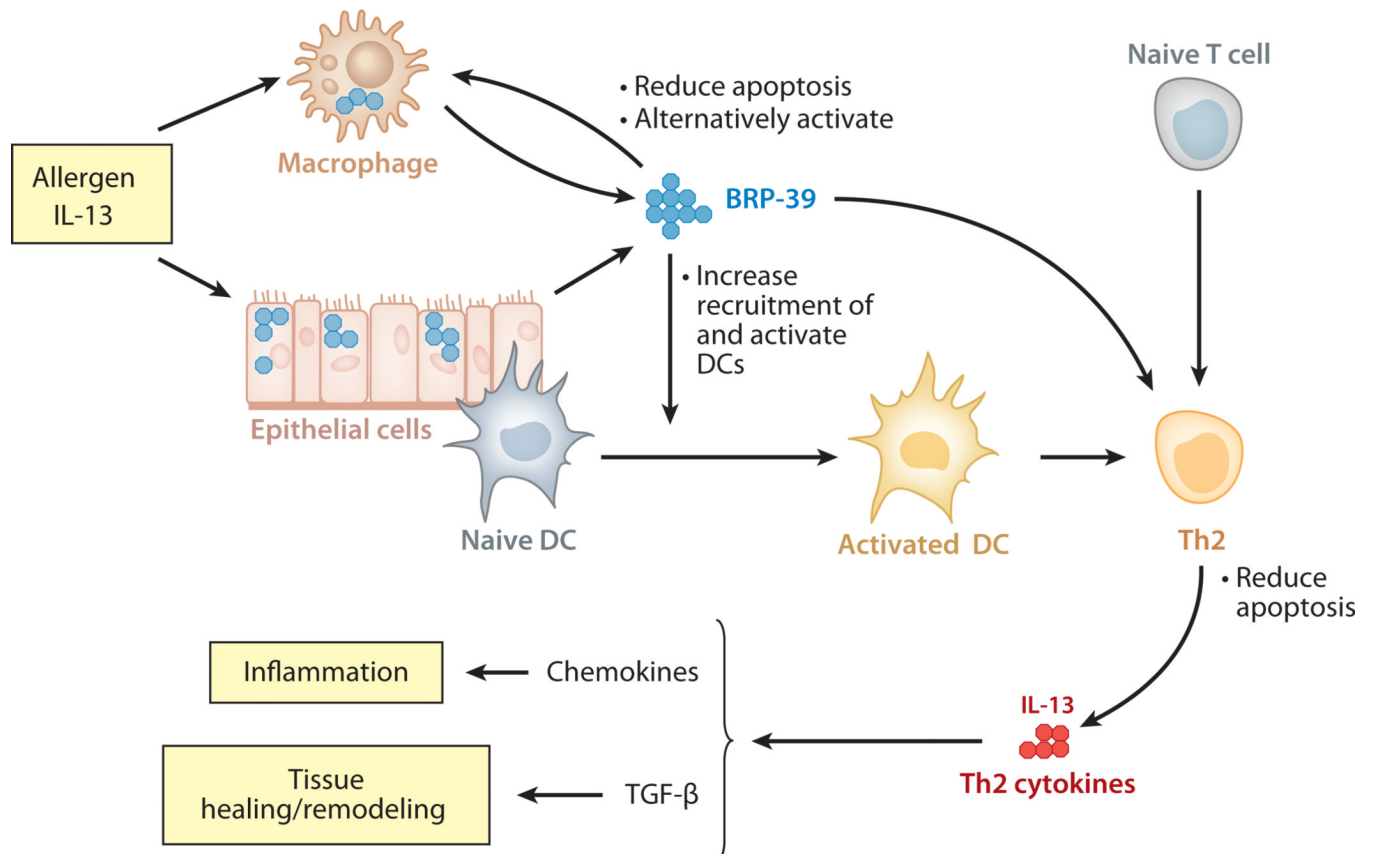 Naive T cell
• Reduce apoptosis
• Alternatively activate
Macrophage
Allergen
IL-13
BRP-39
• Increase
recruitment of
and activate
DCs
Epithelial cells
Naive DC
Activated DC
Th2
• Reduce
apoptosis
Inflammation
Chemokines
IL-13
Th2 cytokines
Tissue
healing/remodeling
TGF-β